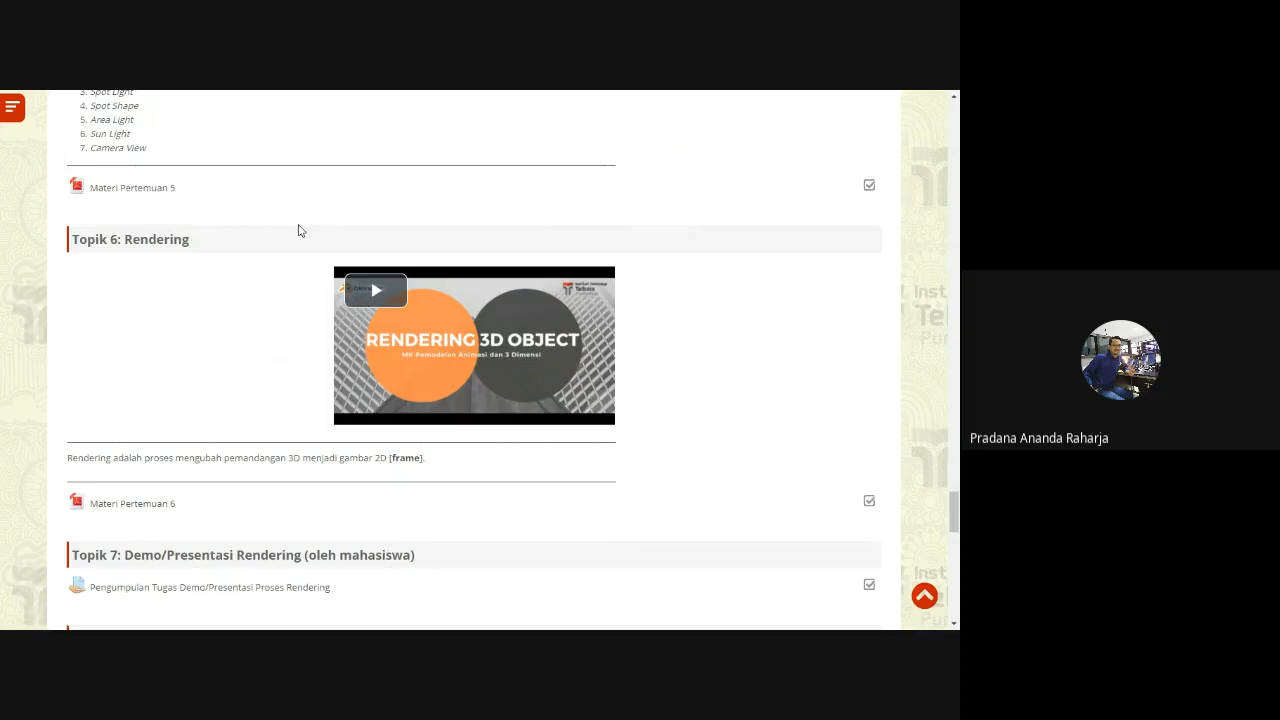 3. Spot Light
4. Spot Shape
5. Area Light
6. Sun Light
7. Camera View
Materi Pertemuan 5
Topik 6: Rendering
RENDERING 3D OBJECT
MK Pemodelan Animasi dan 3 Dimensi
Rendering adalah proses mengubah pemandangan 3D menjadi gambar 2D [frame].
Materi Pertemuan 6
Topik 7: Demo/Presentasi Rendering (oleh mahasiswa)
Pengumpulan Tugas Demo/Presentasi Proses Rendering
Pradana Ananda Raharja